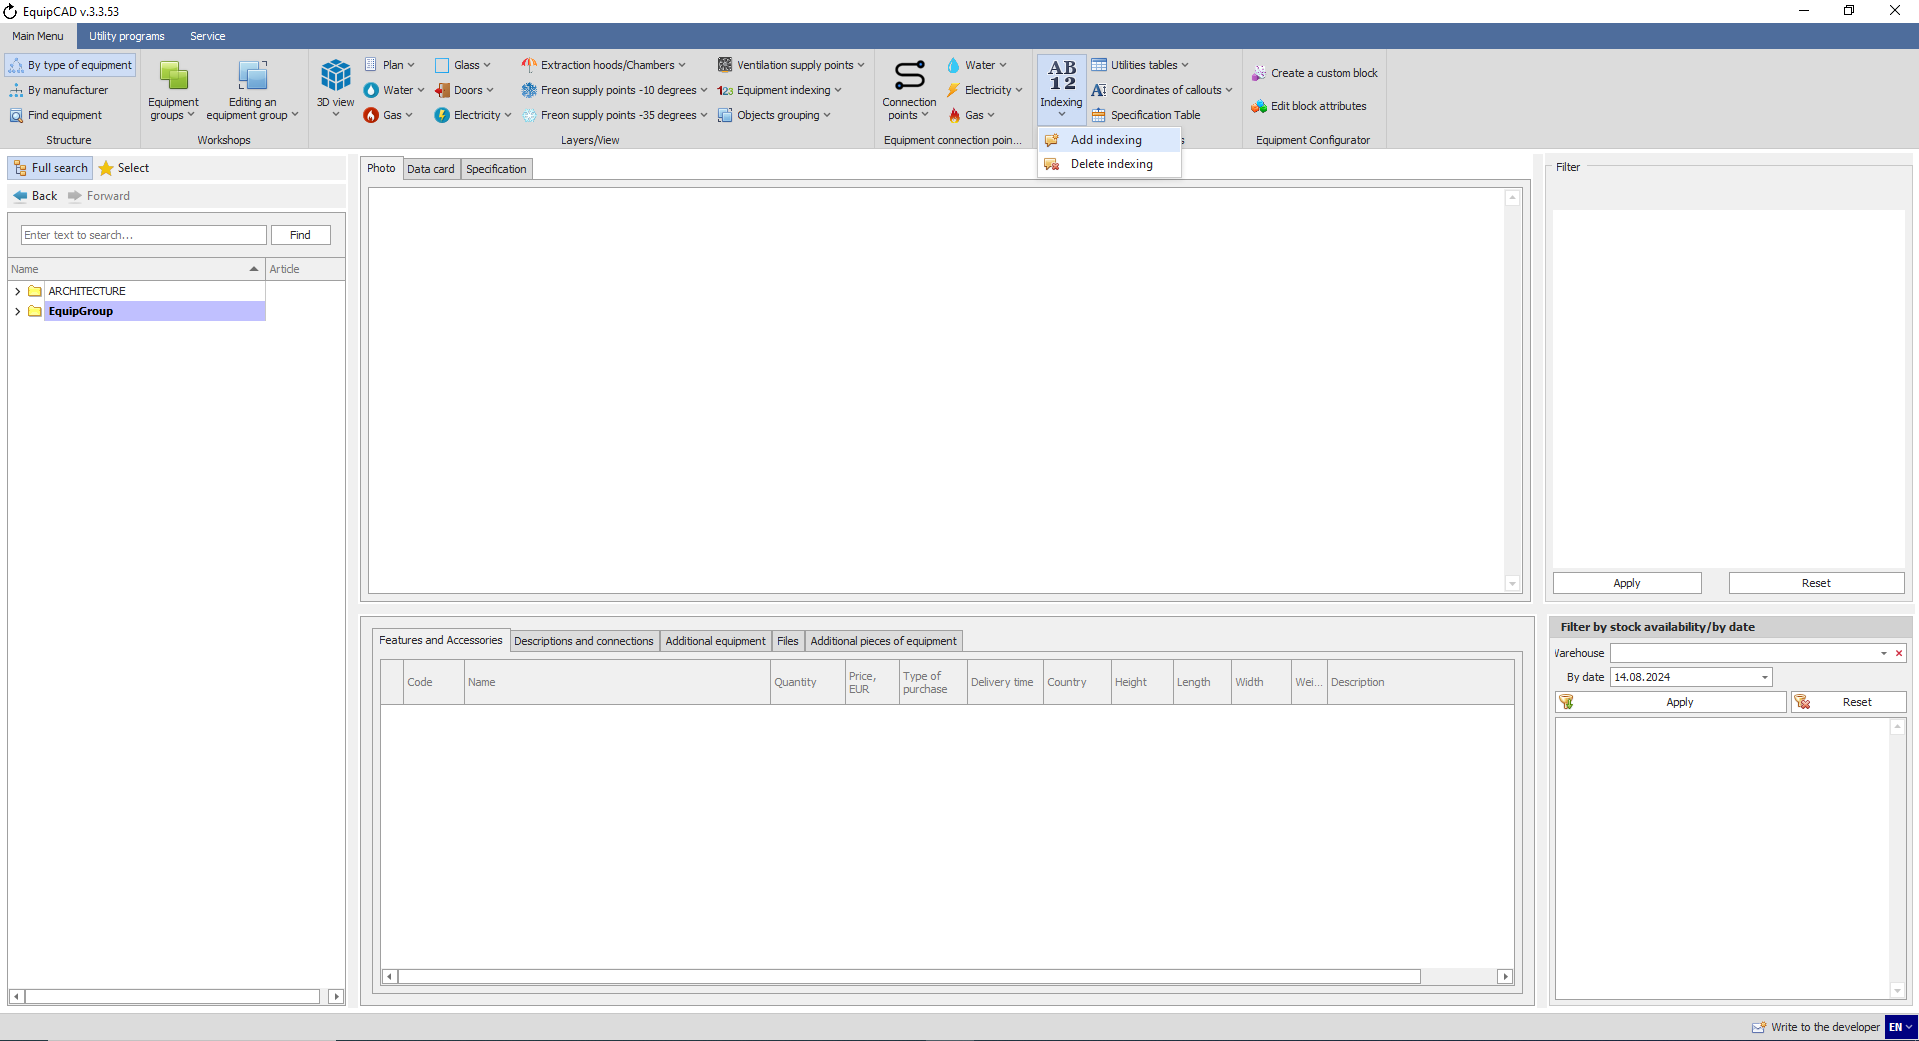 EquipCAD v.3.3.53
Main Menu
Utility programs
Service
By type of equipment
By manufacturer
Find equipment
Structure
Equipment groups
Editing an equipment group
Workshops
3D view
Plan
Water
Gas
Glass
Doors
Electricity
Extraction hoods/Chambers
Freon supply points -10 degrees
Freon supply points -35 degrees
Ventilation supply points
123 Equipment indexing
Objects grouping
Layers/View
Connection points
Water
Electricity
Gas
Equipment connection poin...
AB
12
Indexing
Utilities tables
Coordinates of callouts
Specification Table
s
Add indexing
Delete indexing
Create a custom block
Edit block attributes
Equipment Configurator
Full search
Select
Back
Forward
Enter text to search...
Find
Name
Article
ARCHITECTURE
EquipGroup
Photo
Data card
Specification
Filter
Apply
Reset
Features and Accessories
Descriptions and connections
Additional equipment
Files
Additional pieces of equipment
Code
Name
Quantity
Price, EUR
Type of purchase
Delivery time
Country
Height
Length
Width
Wei...
Description
Filter by stock availability/by date
Warehouse
By date
14.08.2024
Apply
Reset
Write to the developer
EN